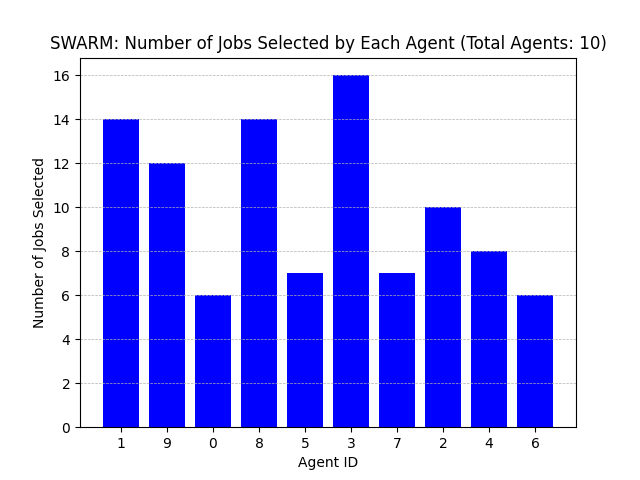 SWARM: Number of Jobs Selected by Each Agent (Total Agents: 10)
16
14
12
10
8
6
4
2
0
Number of Jobs Selected
1 9 0 8 5 3 7 2 4 6
Agent ID